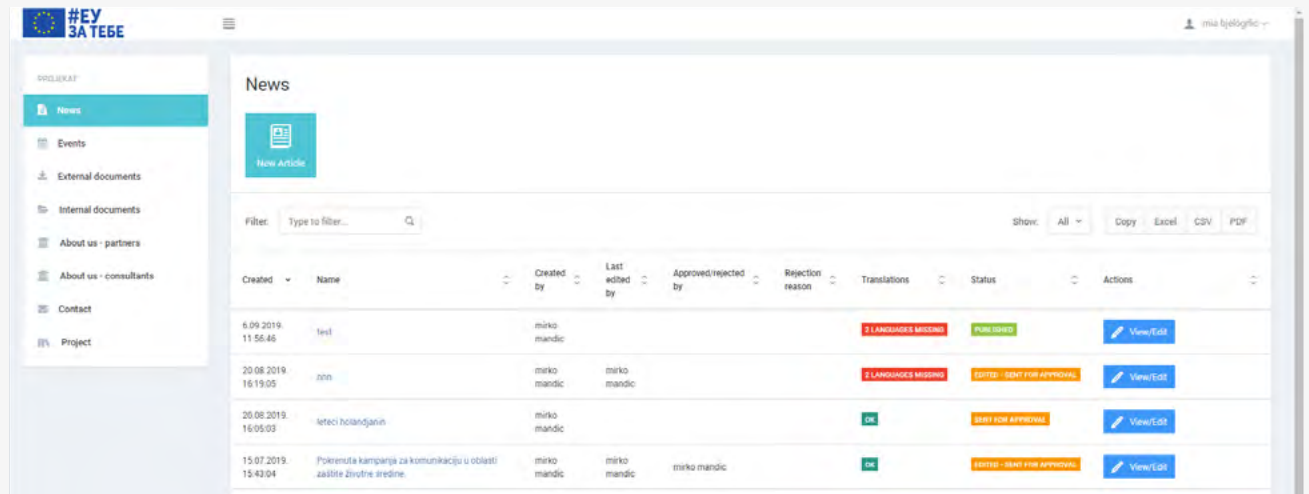 #ЕУ
ЗА ТЕБЕ
mia bjelogrlic
PROJEKAT
News
Events
External documents
Internal documents
About us - partners
About us - consultants
Contact
Project
News
New Article
Filter: Type to filter... Show: All Copy Excel CSV PDF
Created Name Created by Last edited by Approved/rejected by Rejection reason Translations Status Actions
6.09.2019. 11:56:46 test mirko mandic 2 LANGUAGES MISSING PUBLISHED View/Edit
20.08.2019. 16:19:05 nnn mirko mandic mirko mandic 2 LANGUAGES MISSING EDITED - SENT FOR APPROVAL View/Edit
20.08.2019. 16:05:03 leteci holandjanin mirko mandic OK SENT FOR APPROVAL View/Edit
15.07.2019. 15:43:04 Pokrenuta kampanja za komunikaciju u oblasti zaštite životne sredine mirko mandic mirko mandic mirko mandic OK EDITED - SENT FOR APPROVAL View/Edit